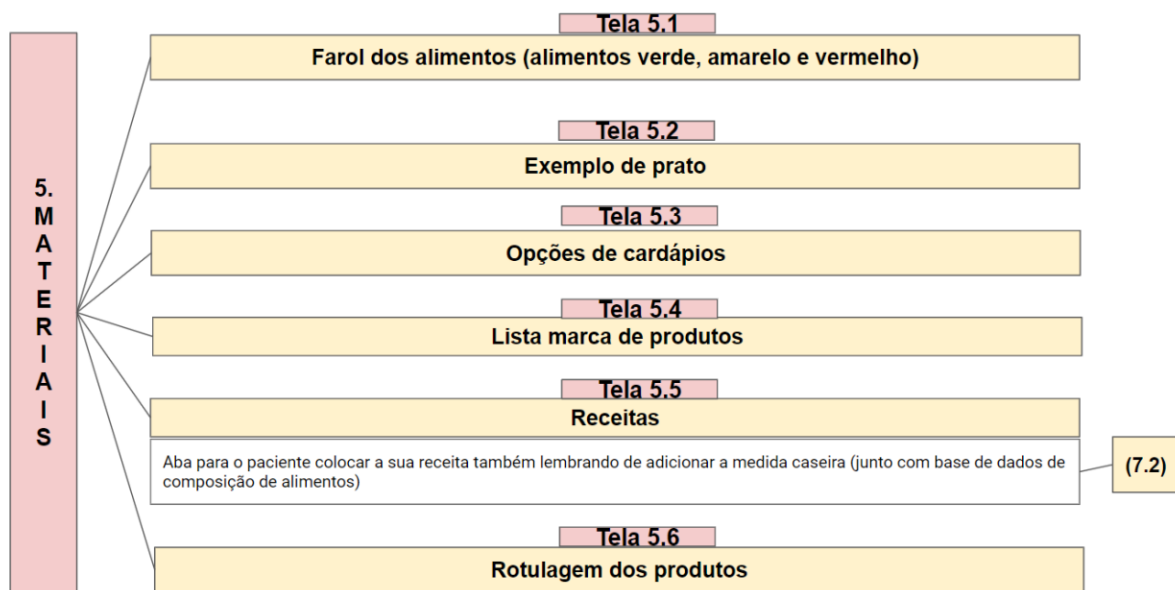 5.
M
A
T
E
R
I
A
I
S
Tela 5.1
Farol dos alimentos (alimentos verde, amarelo e vermelho)
Tela 5.2
Exemplo de prato
Tela 5.3
Opções de cardápios
Tela 5.4
Lista marca de produtos
Tela 5.5
Receitas
Aba para o paciente colocar a sua receita também lembrando de adicionar a medida caseira (junto com base de dados de
composição de alimentos)
(7.2)
Tela 5.6
Rotulagem dos produtos